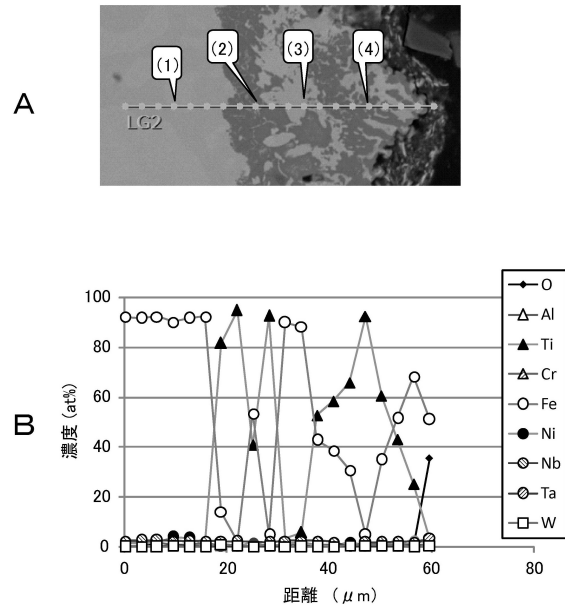 A
(1)
(2)
(3)
(4)
LG2
B
濃度 (at%)
100
80
60
40
20
0
0
20
40
60
80
距離 (μm)
O
Al
Ti
Cr
Fe
Ni
Nb
Ta
W